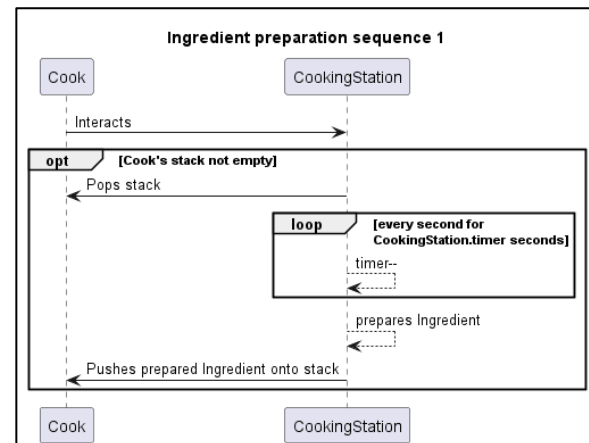 Ingredient preparation sequence 1
Cook
CookingStation
Interacts
opt
[Cook's stack not empty]
Pops stack
loop
[every second for
CookingStation.timer seconds]
timer--
prepares Ingredient
Pushes prepared Ingredient onto stack
Cook
CookingStation